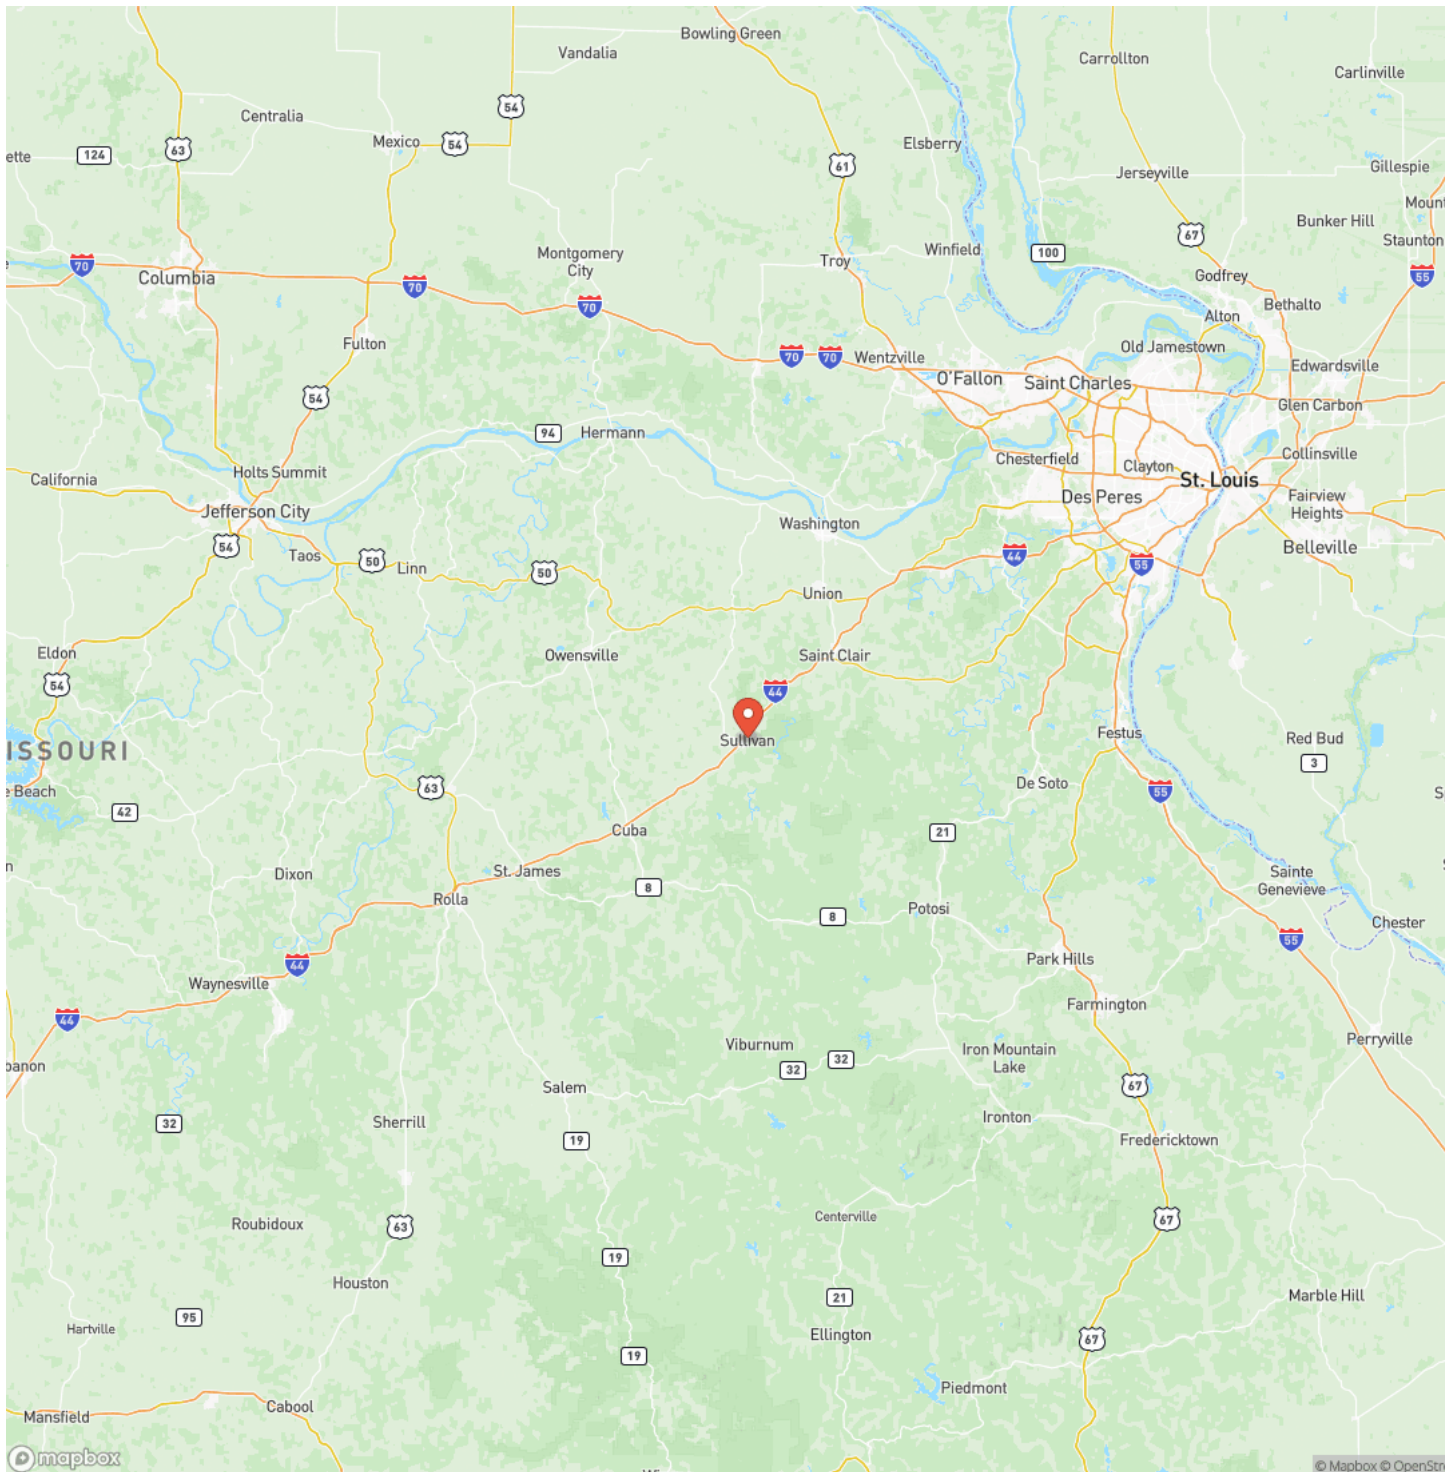 Bowling Green
Vandalia
Carrollton
Carlinville
54
Centralia
Mexico
54
63
124
ette
61
Elsberry
Jerseyville
Gillespie
Mount
67
Bunker Hill
Staunton
Winfield
100
Montgomery
City
Troy
70
Columbia
70
70
Godfrey
55
Bethalto
Alton
Fulton
70
70
Wentzville
Old Jamestown
Edwardsville
O'Fallon
Saint Charles
54
Glen Carbon
94
Hermann
Chesterfield
Clayton
Collinsville
California
Holts Summit
St. Louis
Des Peres
Fairview
Heights
Jefferson City
Washington
54
Taos
50
Linn
50
44
55
Belleville
Union
Eldon
Owensville
Saint Clair
54
44
Sullivan
Festus
Red Bud
3
ISSOURI
e Beach
42
63
De Soto
55
S
Cuba
21
n
Dixon
St. James
8
Rolla
Sainte
Genevieve
8
Potosi
Chester
55
44
Park Hills
Waynesville
44
Farmington
Viburnum
32
32
Iron Mountain
Lake
Perryville
banon
Salem
67
32
Sherrill
19
Ironton
Fredericktown
Roubidoux
63
Centerville
67
19
Houston
21
Marble Hill
95
Hartville
19
Ellington
67
Piedmont
Mansfield
Cabool
mapbox
© Mapbox © OpenStre